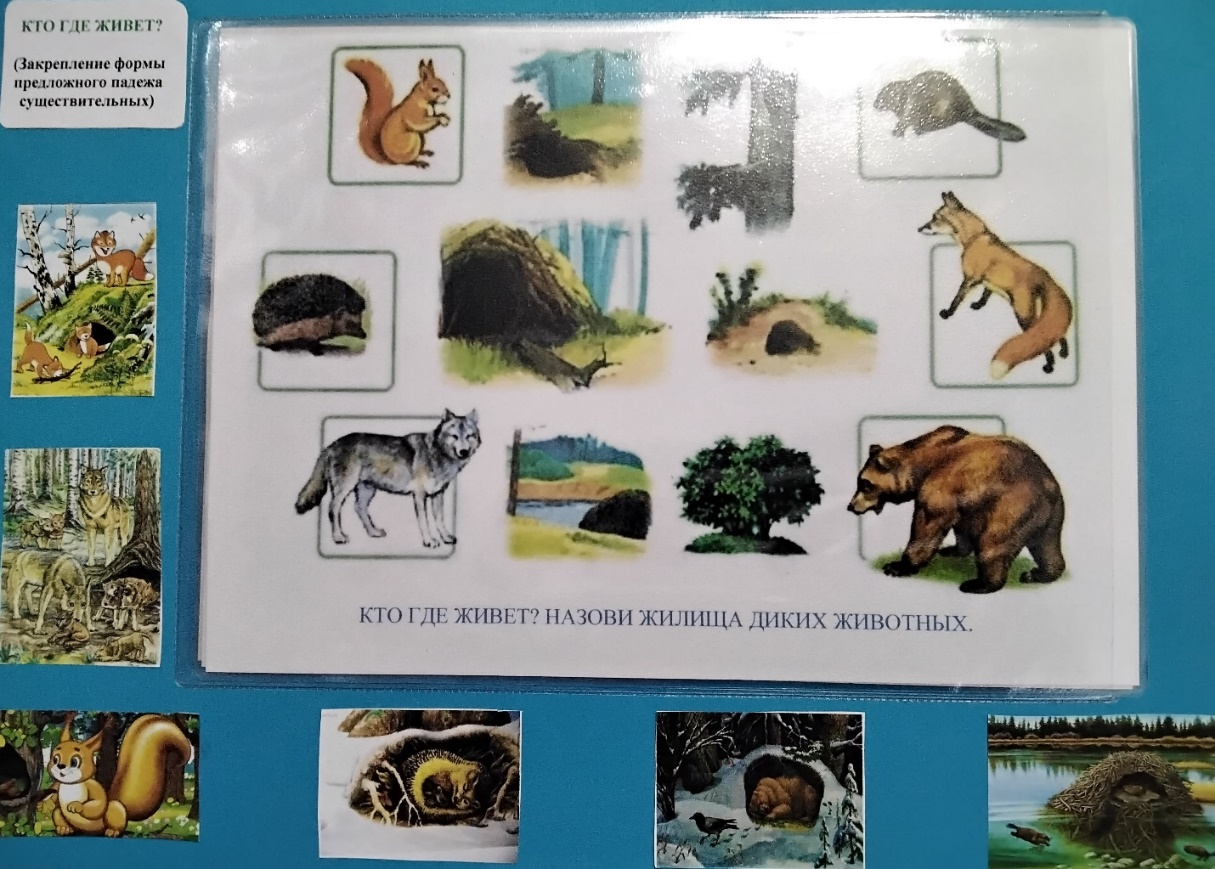 КТО ГДЕ ЖИВЕТ?
(Закрепление формы
предложного падежа
существительных)
КТО ГДЕ ЖИВЕТ? НАЗОВИ ЖИЛИЩА ДИКИХ ЖИВОТНЫХ.